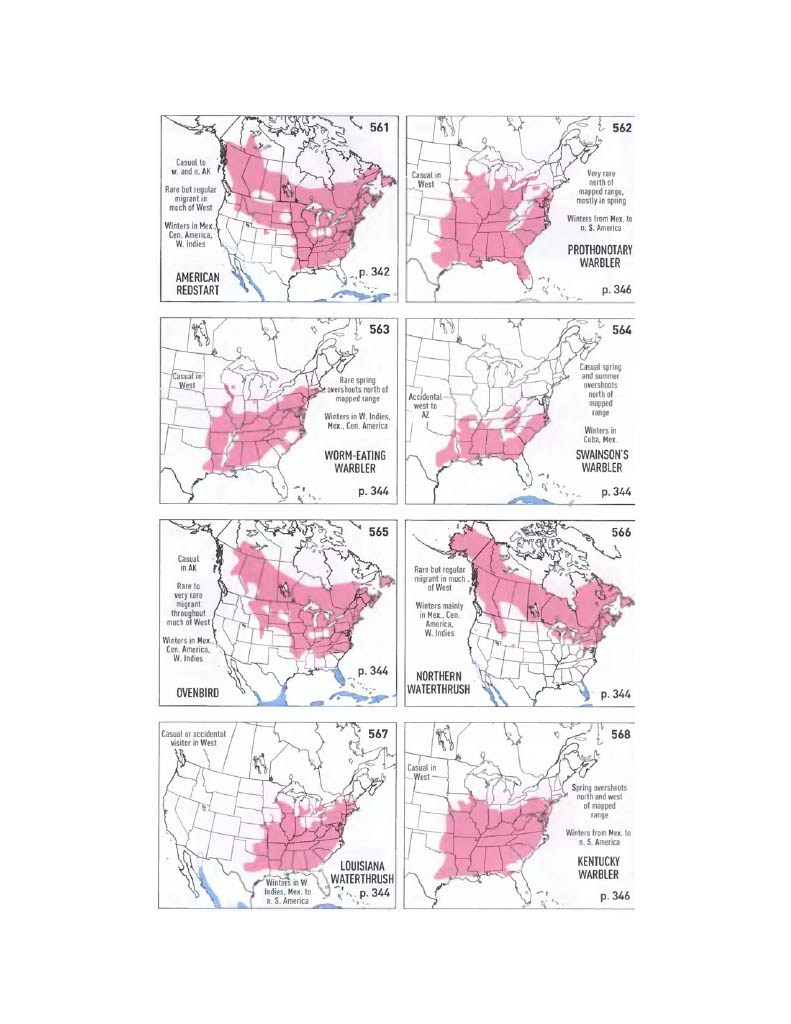 561
Casual to
w. and n. AK
Rare but regular
migrant in
much of West
Winters in Mex.,
Cen. America,
W. Indies
AMERICAN
REDSTART
p. 342
562
Casual in
West
Very rare
north of
mapped range,
mostly in spring
Winters from Mex. to
n. S. America
PROTHONOTARY
WARBLER
p. 346
563
Casual in
West
Rare spring
overshoots north of
mapped range
Winters in W. Indies,
Mex., Cen. America
WORM-EATING
WARBLER
p. 344
564
Casual spring
and summer
overshoots
north of
mapped
range
Accidental
west to
AZ
Winters in
Cuba, Mex.
SWAINSON'S
WARBLER
p. 344
565
Casual
in AK
Rare to
very rare
migrant
throughout
much of West
Winters in Mex.,
Cen. America,
W. Indies
OVENBIRD
p. 344
566
Rare but regular
migrant in much
of West
Winters mainly
in Mex., Cen.
America,
W. Indies
NORTHERN
WATERTHRUSH
p. 344
567
Casual or accidental
visitor in West
LOUISIANA
WATERTHRUSH
Winters in W.
Indies, Mex. to
n. S. America
p. 344
568
Casual in
West
Spring overshoots
north and west
of mapped
range
Winters from Mex. to
n. S. America
KENTUCKY
WARBLER
p. 346